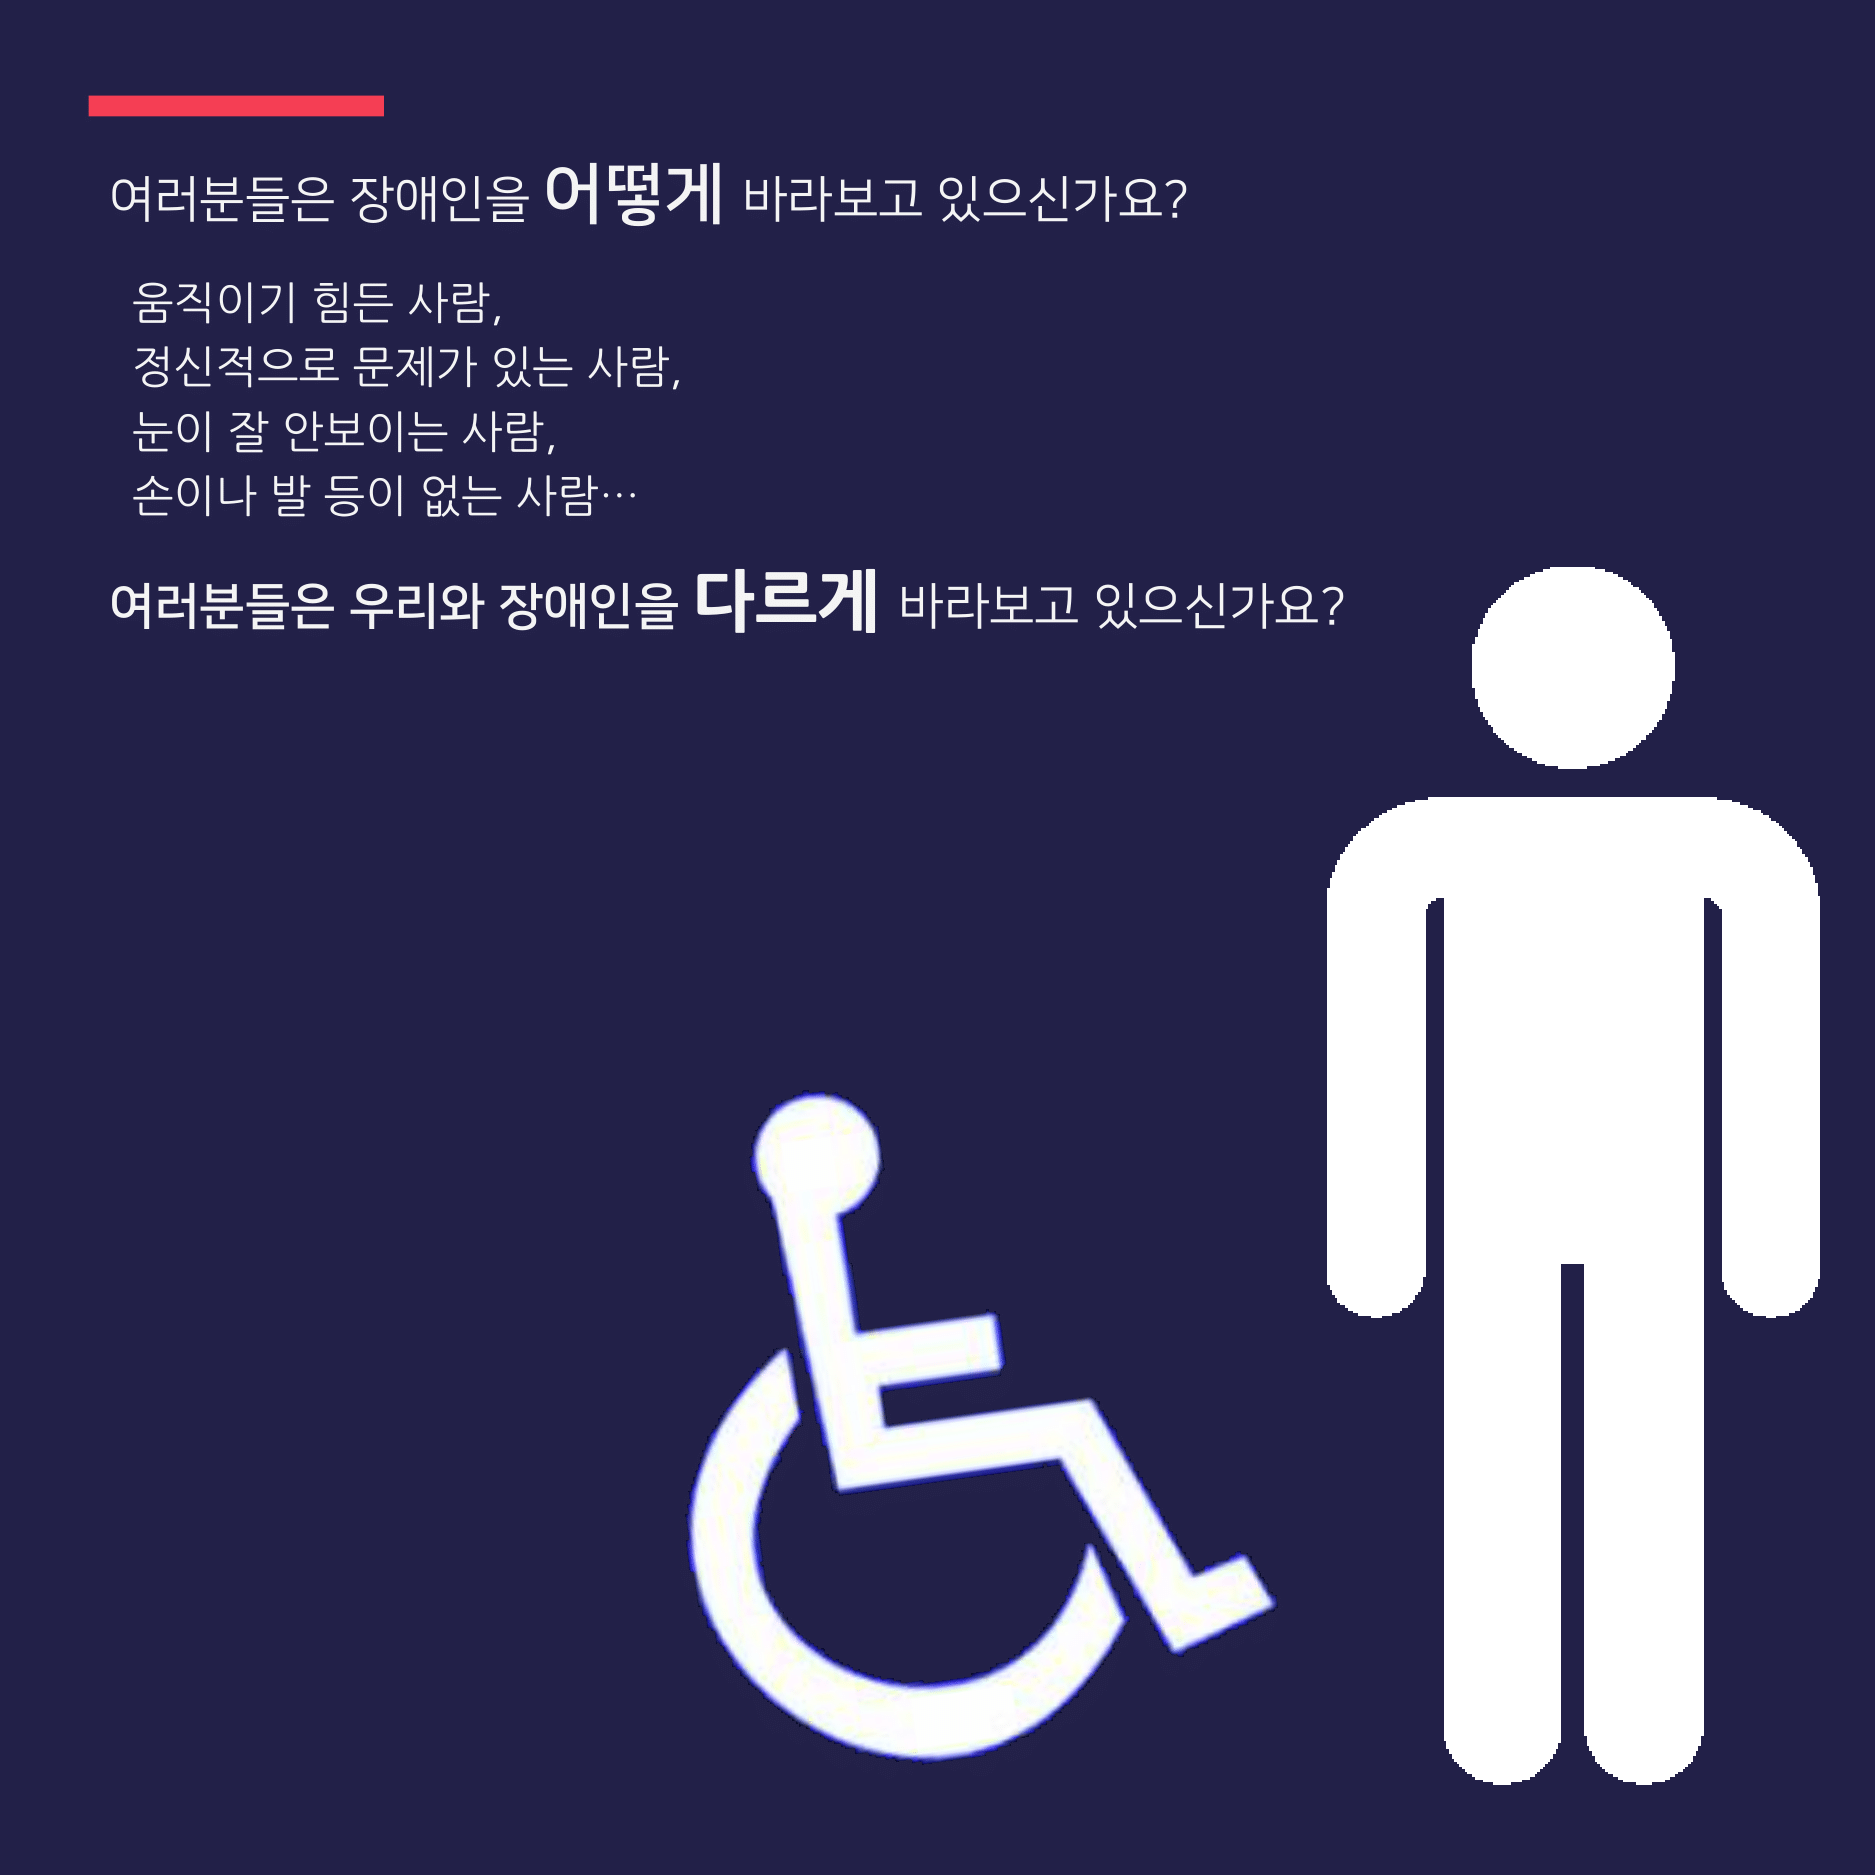 여러분들은 장애인을 어떻게 바라보고 있으신가요?
움직이기 힘든 사람,
정신적으로 문제가 있는 사람,
눈이 잘 안보이는 사람,
손이나 발 등이 없는 사람…
여러분들은 우리와 장애인을 다르게 바라보고 있으신가요?